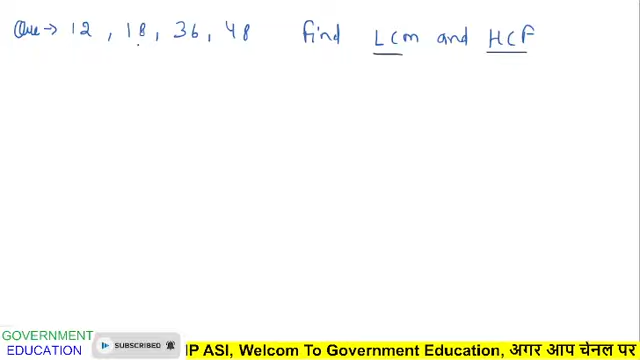 Que → 12 , 18 , 36 , 48 find LCM and HCF
GOVERNMENT
EDUCATION
SUBSCRIBED
IP ASI, Welcom To Government Education, अगर आप चेनल पर